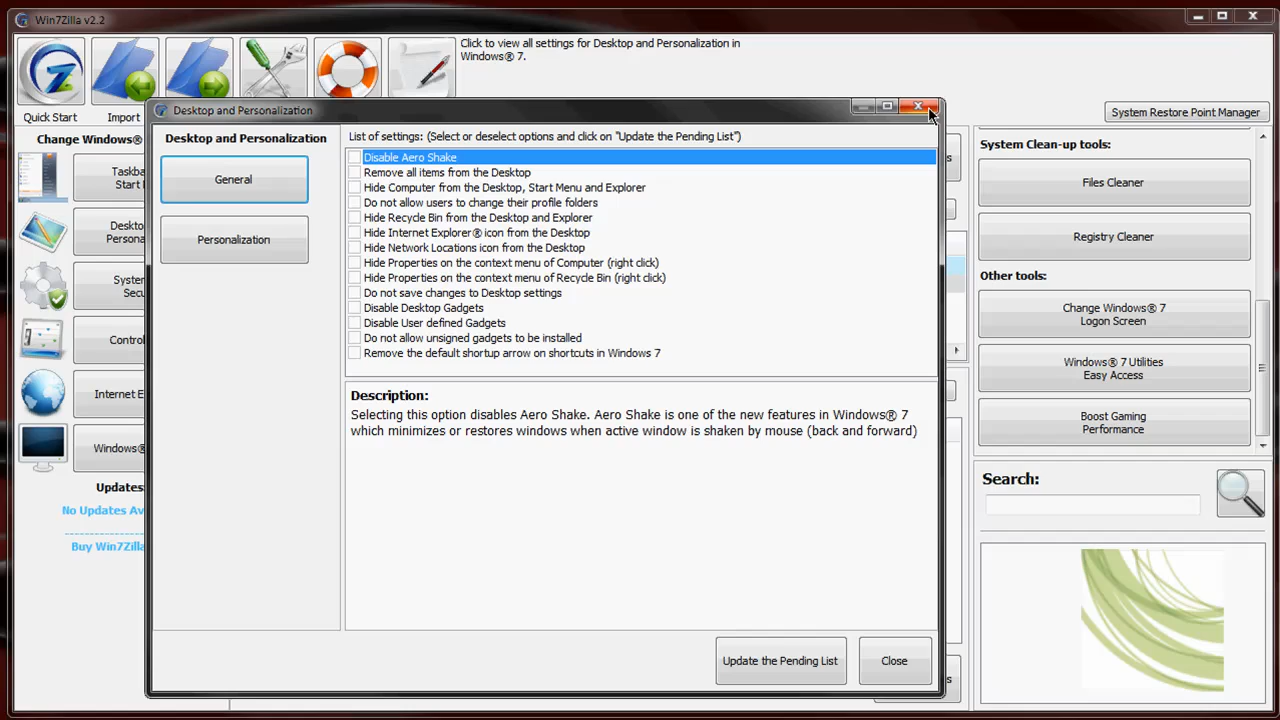 Win7Zilla v2.2
Click to view all settings for Desktop and Personalization in
Windows® 7.
Quick Start
Import
System Restore Point Manager
Change Windows®
Taskba
Start
Deskto
Persona
System
Secu
Control
Internet E
Windows®
Updates:
No Updates Av
Buy Win7Zilla
Desktop and Personalization
Desktop and Personalization
General
Personalization
List of settings: (Select or deselect options and click on "Update the Pending List")
Disable Aero Shake
Remove all items from the Desktop
Hide Computer from the Desktop, Start Menu and Explorer
Do not allow users to change their profile folders
Hide Recycle Bin from the Desktop and Explorer
Hide Internet Explorer® icon from the Desktop
Hide Network Locations icon from the Desktop
Hide Properties on the context menu of Computer (right click)
Hide Properties on the context menu of Recycle Bin (right click)
Do not save changes to Desktop settings
Disable Desktop Gadgets
Disable User defined Gadgets
Do not allow unsigned gadgets to be installed
Remove the default shortup arrow on shortcuts in Windows 7
Description:
Selecting this option disables Aero Shake. Aero Shake is one of the new features in Windows® 7
which minimizes or restores windows when active window is shaken by mouse (back and forward)
Update the Pending List
Close
System Clean-up tools:
Files Cleaner
Registry Cleaner
Other tools:
Change Windows® 7
Logon Screen
Windows® 7 Utilities
Easy Access
Boost Gaming
Performance
Search: